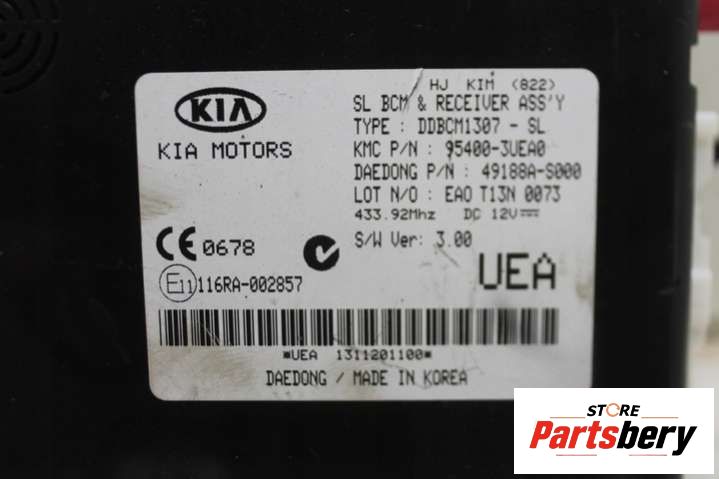 HJ KIM (822)
KIA
KIA MOTORS
SL BCM & RECEIVER ASS'Y
TYPE : DDBCM1307 - SL
KMC P/N : 95400-3UEA0
DAEDONG P/N : 49188A-S000
LOT N/O : EAO T13N 0073
433.92Mhz DC 12V
S/W Ver: 3.00
CE 0678
E11 116RA-002857
UEA
*UEA 1311201100*
DAEDONG / MADE IN KOREA
STORE
Partsbery